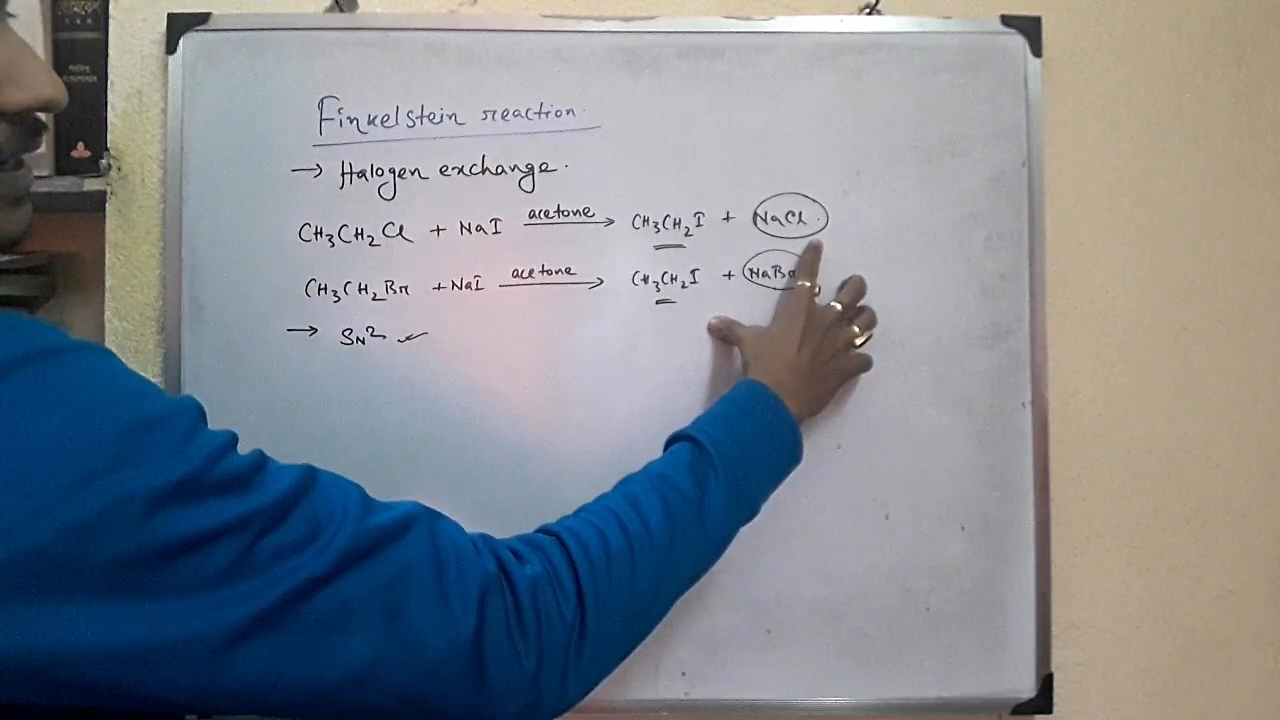 Finkelstein reaction.
→ Halogen exchange.
CH₃CH₂Cl + NaI acetone→ CH₃CH₂I + NaCl.
CH₃CH₂Br + NaI acetone→ CH₃CH₂I + NaBr
→ SN²